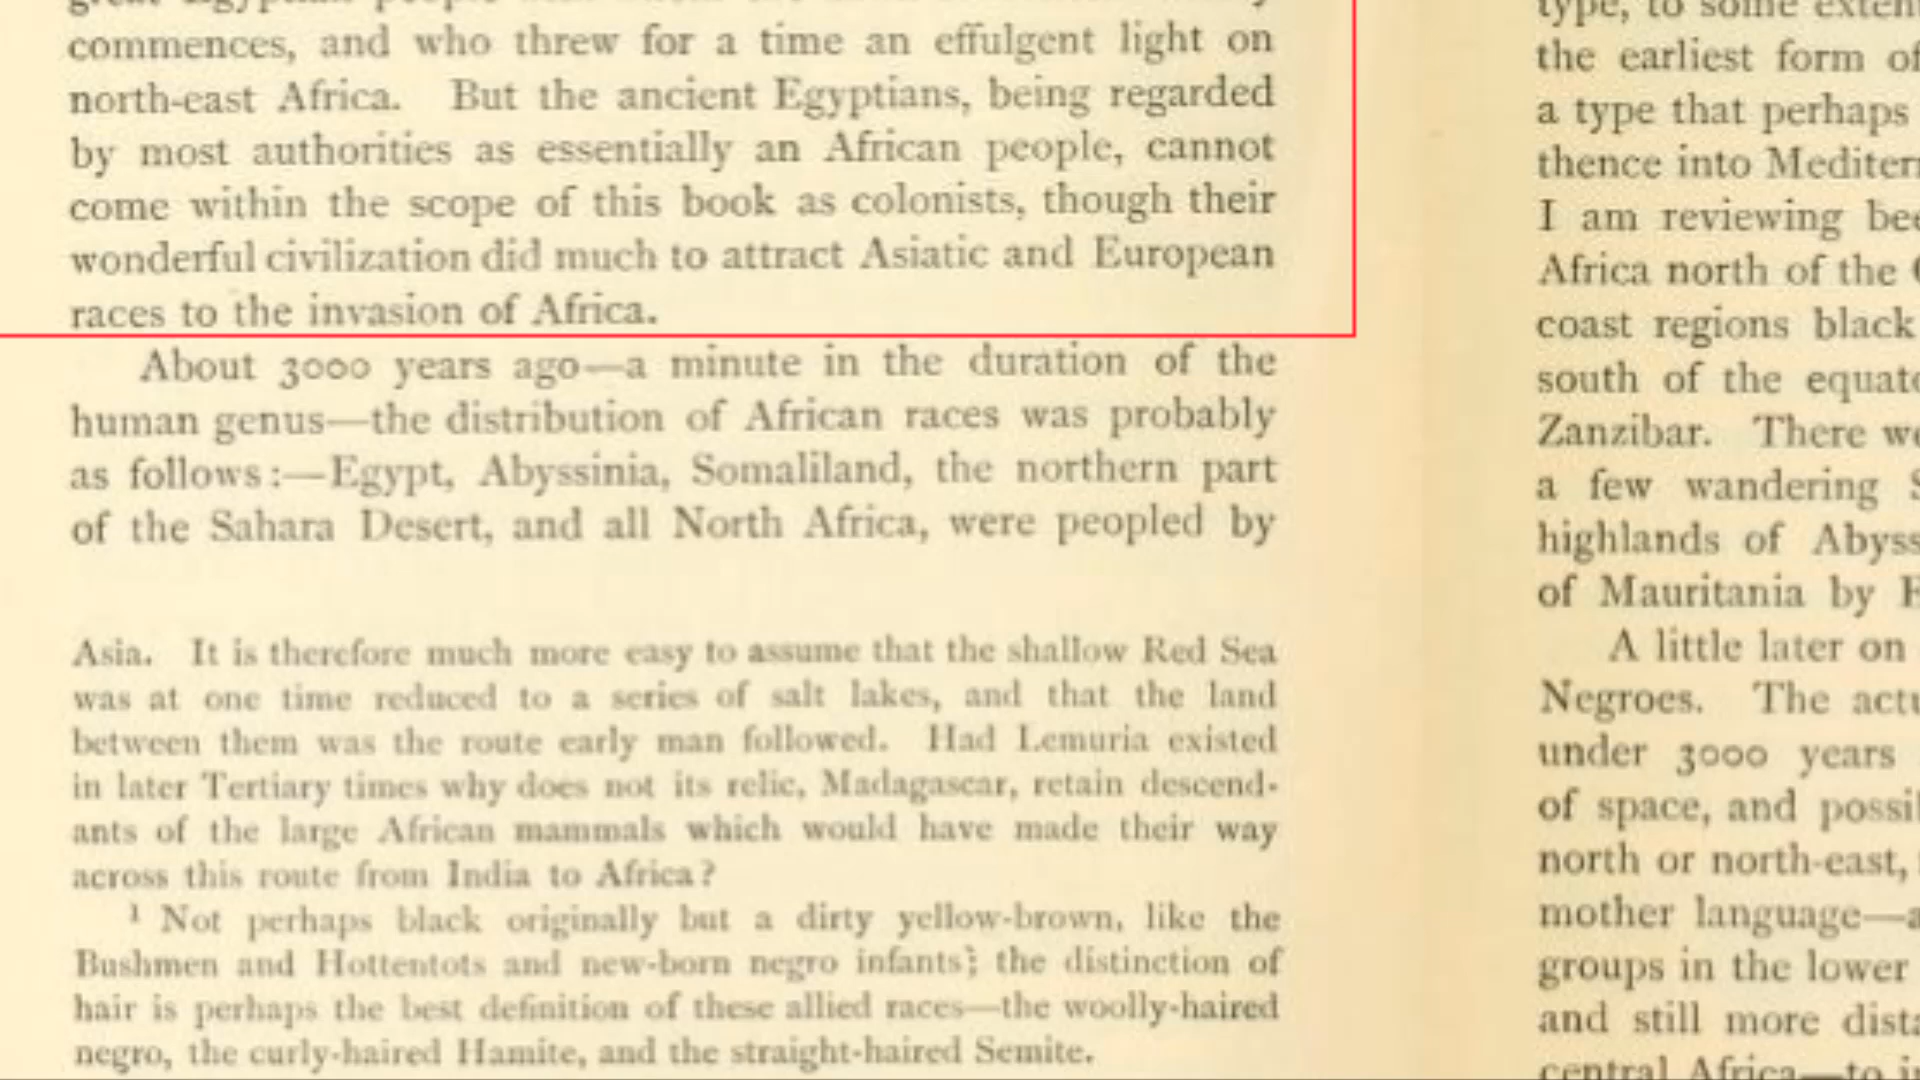 commences, and who threw for a time an effulgent light on
north-east Africa. But the ancient Egyptians, being regarded
by most authorities as essentially an African people, cannot
come within the scope of this book as colonists, though their
wonderful civilization did much to attract Asiatic and European
races to the invasion of Africa.
About 3000 years ago—a minute in the duration of the
human genus—the distribution of African races was probably
as follows:—Egypt, Abyssinia, Somaliland, the northern part
of the Sahara Desert, and all North Africa, were peopled by
Asia. It is therefore much more easy to assume that the shallow Red Sea
was at one time reduced to a series of salt lakes, and that the land
between them was the route early man followed. Had Lemuria existed
in later Tertiary times why does not its relic, Madagascar, retain descend-
ants of the large African mammals which would have made their way
across this route from India to Africa?
1 Not perhaps black originally but a dirty yellow-brown, like the
Bushmen and Hottentots and new-born negro infants; the distinction of
hair is perhaps the best definition of these allied races—the woolly-haired
negro, the curly-haired Hamite, and the straight-haired Semite.
type, to some
the earliest form of
a type that perhaps
thence into
I am reviewing
Africa north of the
coast regions black
south of the
Zanzibar. There
a few wandering
highlands of
of Mauritania by
A little later on
Negroes. The
under 3000 years
of space, and
north or north-east,
mother language—
groups in the lower
and still more
central Africa—to